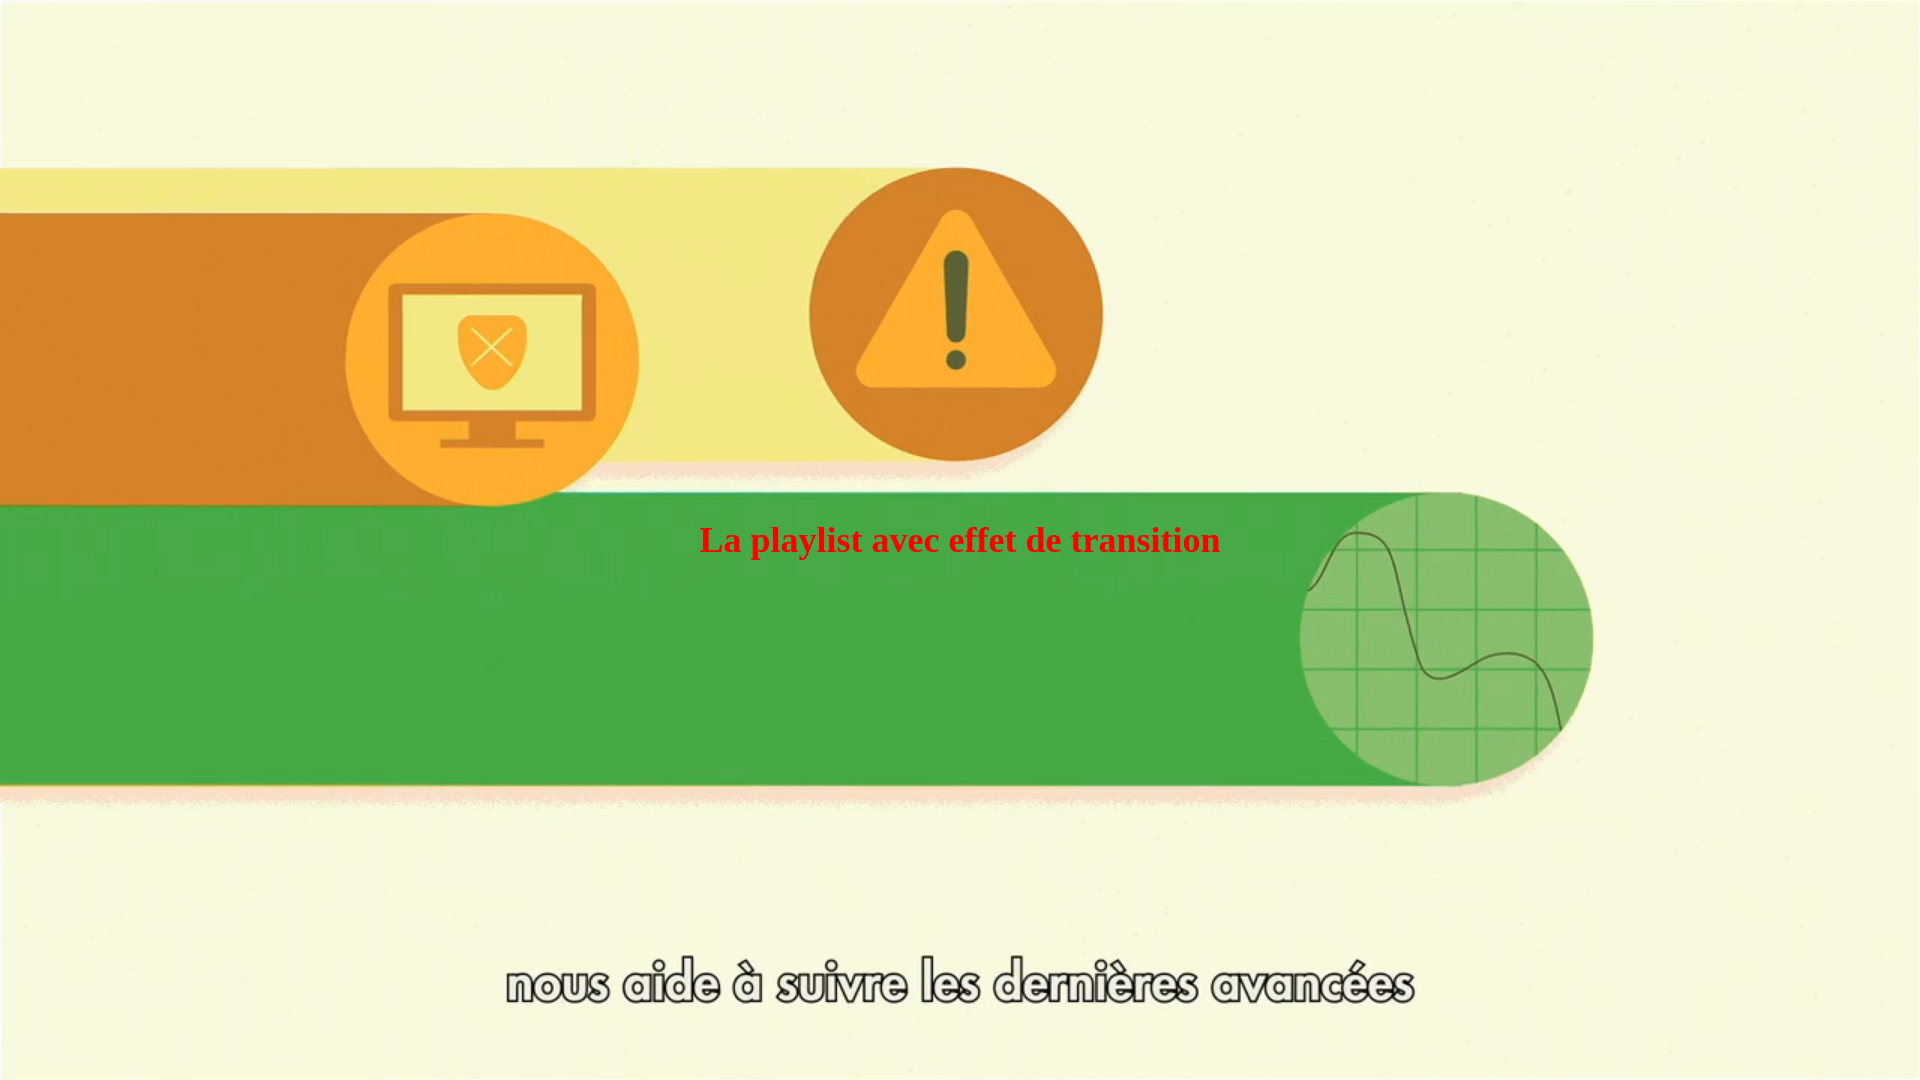 La playlist avec effet de transition
nous aide à suivre les dernières avancées